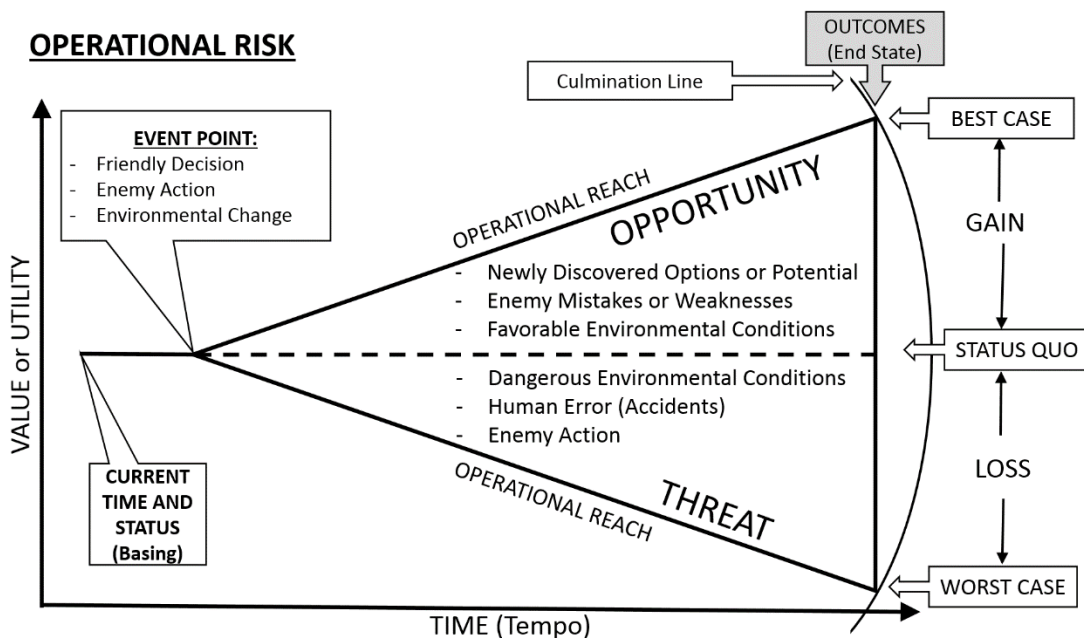 OPERATIONAL RISK
OUTCOMES
(End State)
Culmination Line
BEST CASE
EVENT POINT:
- Friendly Decision
- Enemy Action
- Environmental Change
OPERATIONAL REACH
OPPORTUNITY
GAIN
- Newly Discovered Options or Potential
- Enemy Mistakes or Weaknesses
- Favorable Environmental Conditions
STATUS QUO
- Dangerous Environmental Conditions
- Human Error (Accidents)
- Enemy Action
VALUE or UTILITY
CURRENT
TIME AND
STATUS
(Basing)
OPERATIONAL REACH
THREAT
LOSS
WORST CASE
TIME (Tempo)